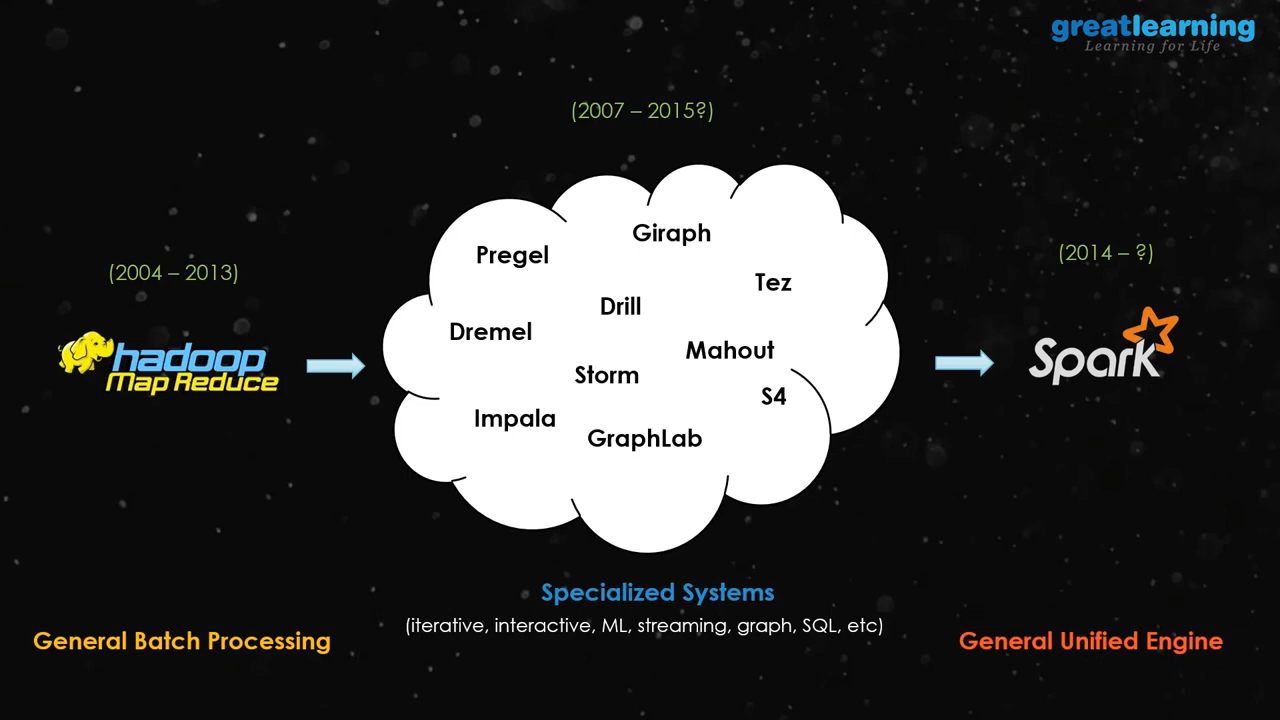 greatlearning
Learning for Life
(2007 – 2015?)
(2004 – 2013)
hadoop
Map Reduce
Pregel
Giraph
Tez
Drill
Dremel
Mahout
Storm
S4
Impala
GraphLab
(2014 – ?)
Spark
Specialized Systems
(iterative, interactive, ML, streaming, graph, SQL, etc)
General Batch Processing
General Unified Engine